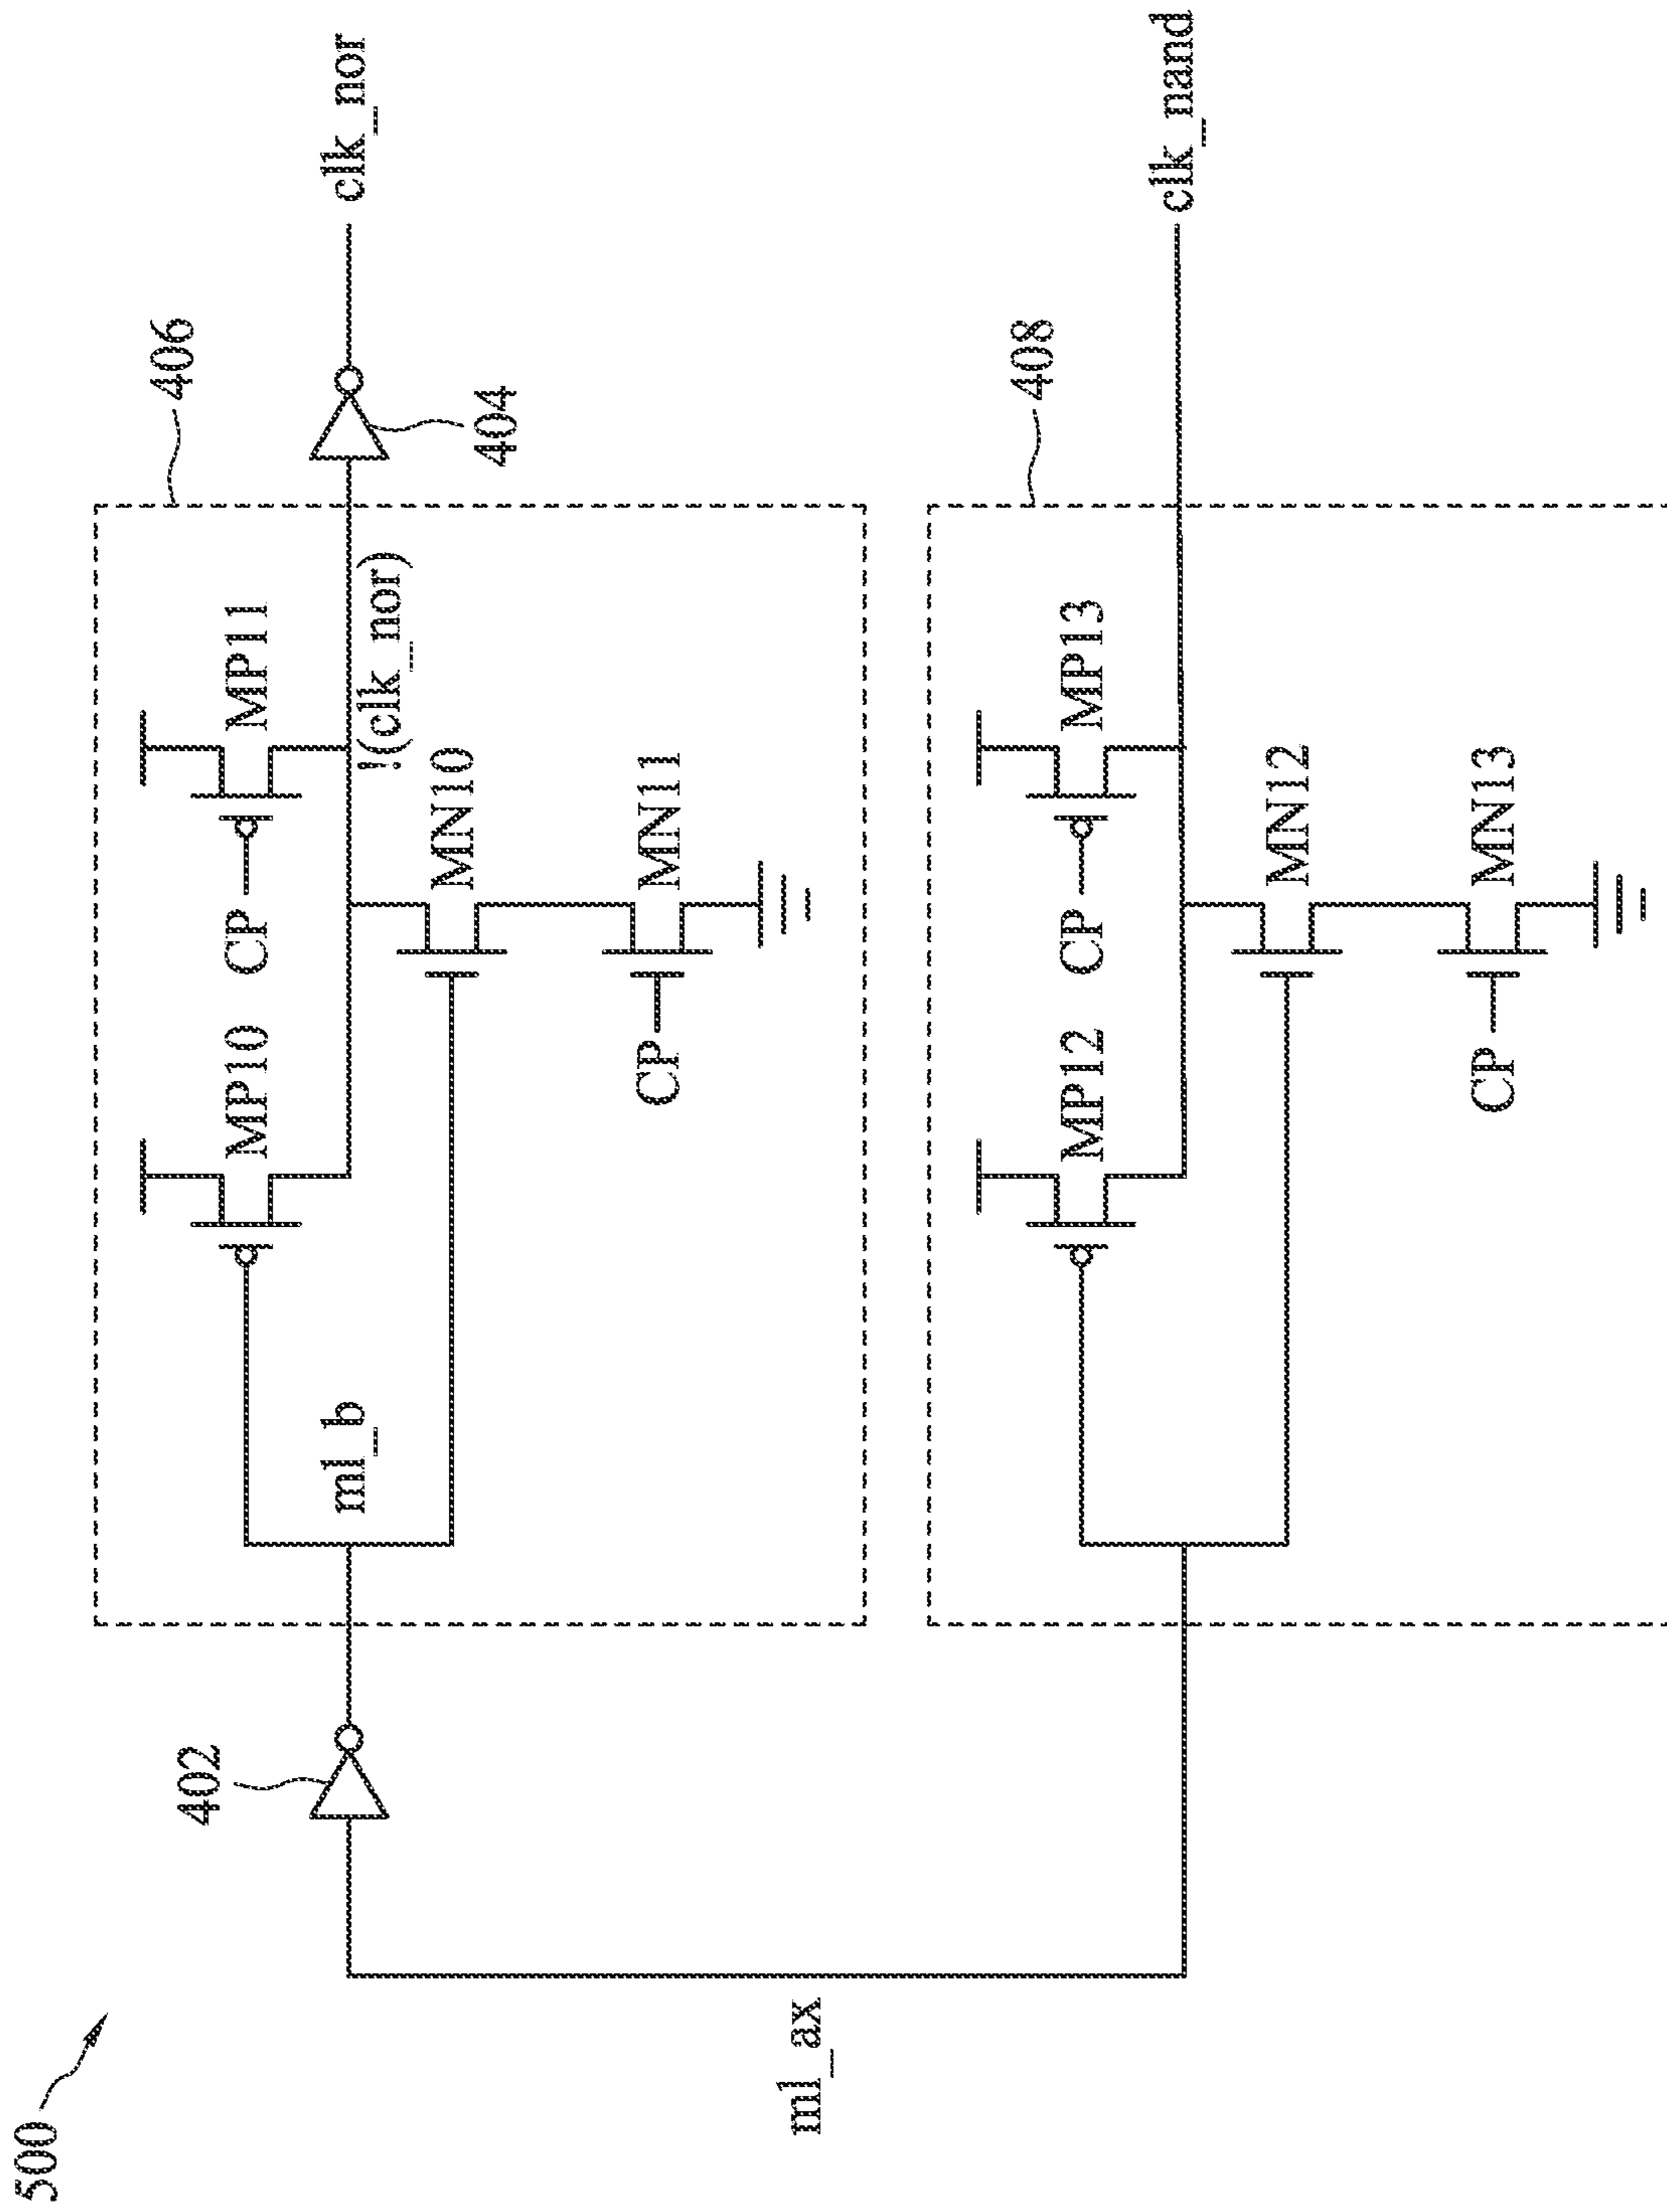 500
ml_ax
402
ml_b
MP10
CP
MP11
406
MN10
!(clk_nor)
CP
MN11
404
clk_nor
MP12
CP
MP13
408
MN12
CP
MN13
clk_nand